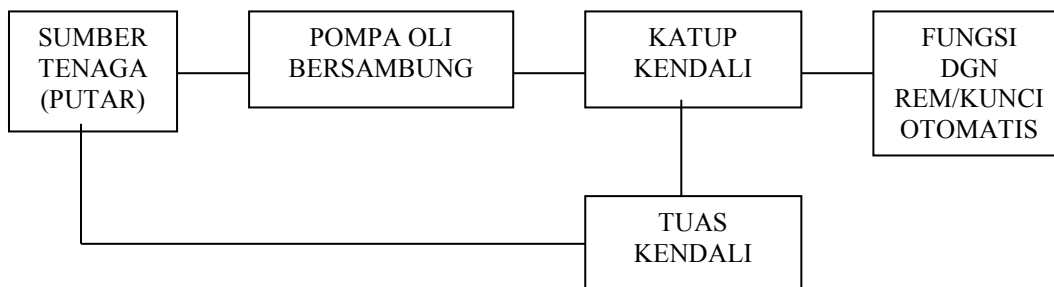 SUMBER
TENAGA
(PUTAR)
POMPA OLI
BERSAMBUNG
KATUP
KENDALI
FUNGSI
DGN
REM/KUNCI
OTOMATIS
TUAS
KENDALI